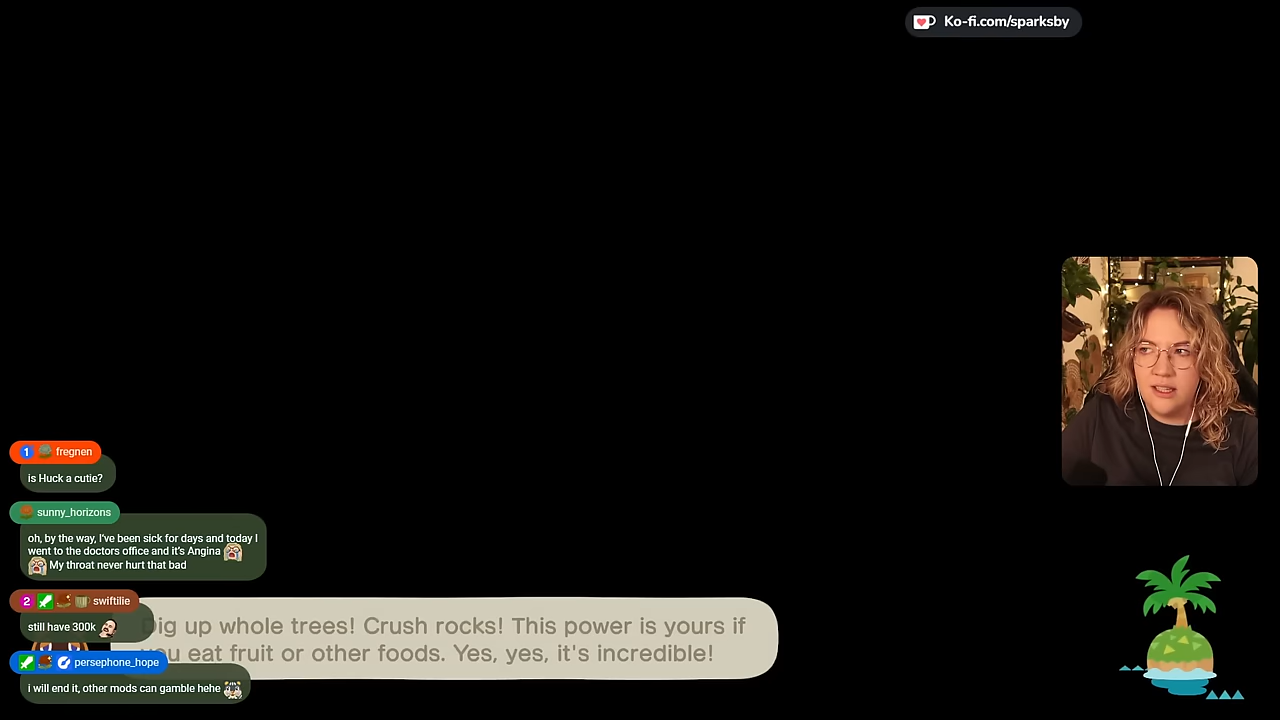 Ko-fi.com/sparksby
1 fregnen
is Huck a cutie?
sunny_horizons
oh, by the way, I've been sick for days and today I
went to the doctors office and it's Angina
My throat never hurt that bad
2 swiftilie
still have 300k
Dig up whole trees! Crush rocks! This power is yours if
you eat fruit or other foods. Yes, yes, it's incredible!
persephone_hope
i will end it, other mods can gamble hehe